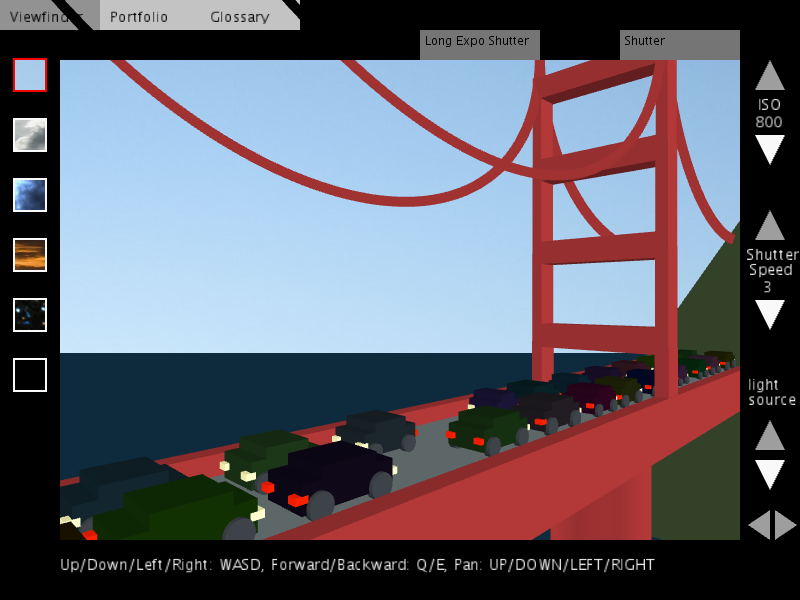 Viewfinder Portfolio Glossary
Long Expo Shutter Shutter
ISO
800
Shutter
Speed
3
light
source
Up/Down/Left/Right: WASD, Forward/Backward: Q/E, Pan: UP/DOWN/LEFT/RIGHT